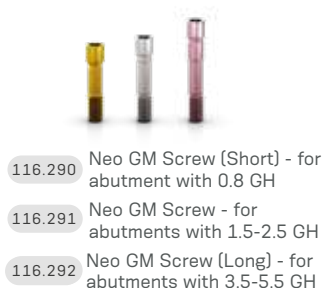 116.290 Neo GM Screw (Short) - for
abutment with 0.8 GH
116.291 Neo GM Screw - for
abutments with 1.5-2.5 GH
116.292 Neo GM Screw (Long) - for
abutments with 3.5-5.5 GH